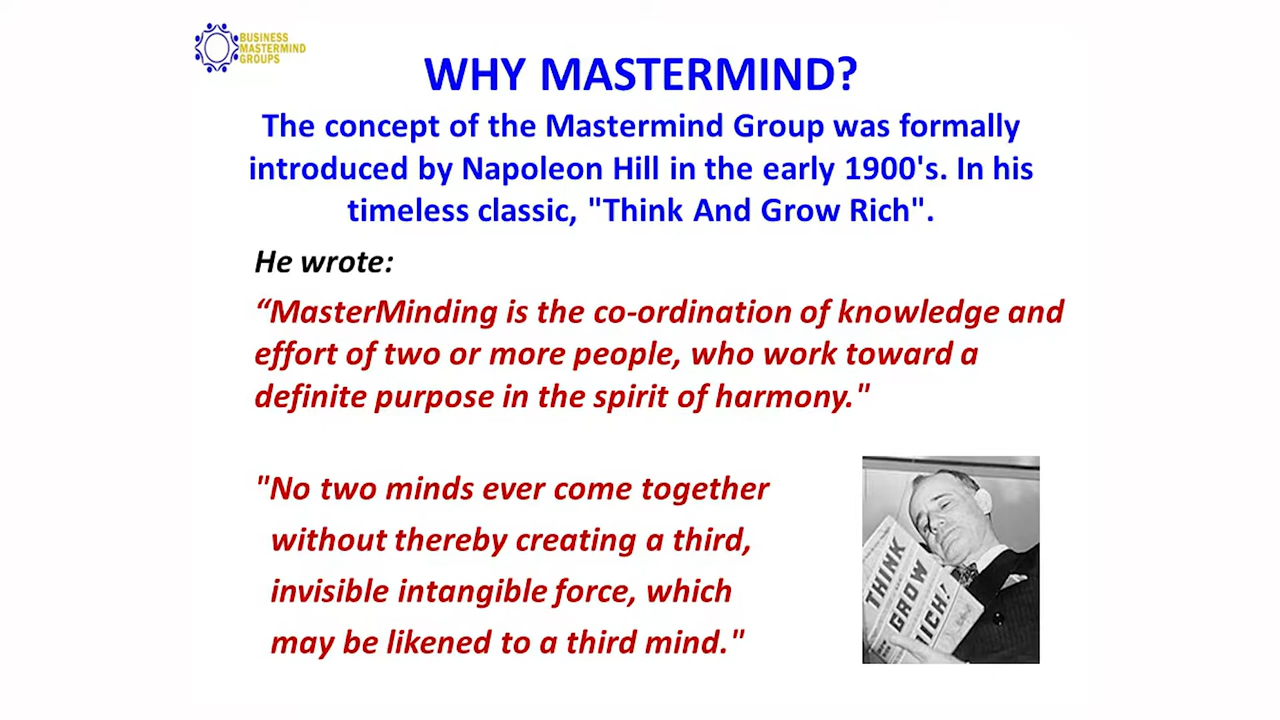 BUSINESS
MASTERMIND
GROUPS
WHY MASTERMIND?
The concept of the Mastermind Group was formally
introduced by Napoleon Hill in the early 1900's. In his
timeless classic, "Think And Grow Rich".
He wrote:
“MasterMinding is the co-ordination of knowledge and
effort of two or more people, who work toward a
definite purpose in the spirit of harmony."
"No two minds ever come together
without thereby creating a third,
invisible intangible force, which
may be likened to a third mind."
THINK
GROW
RICH!